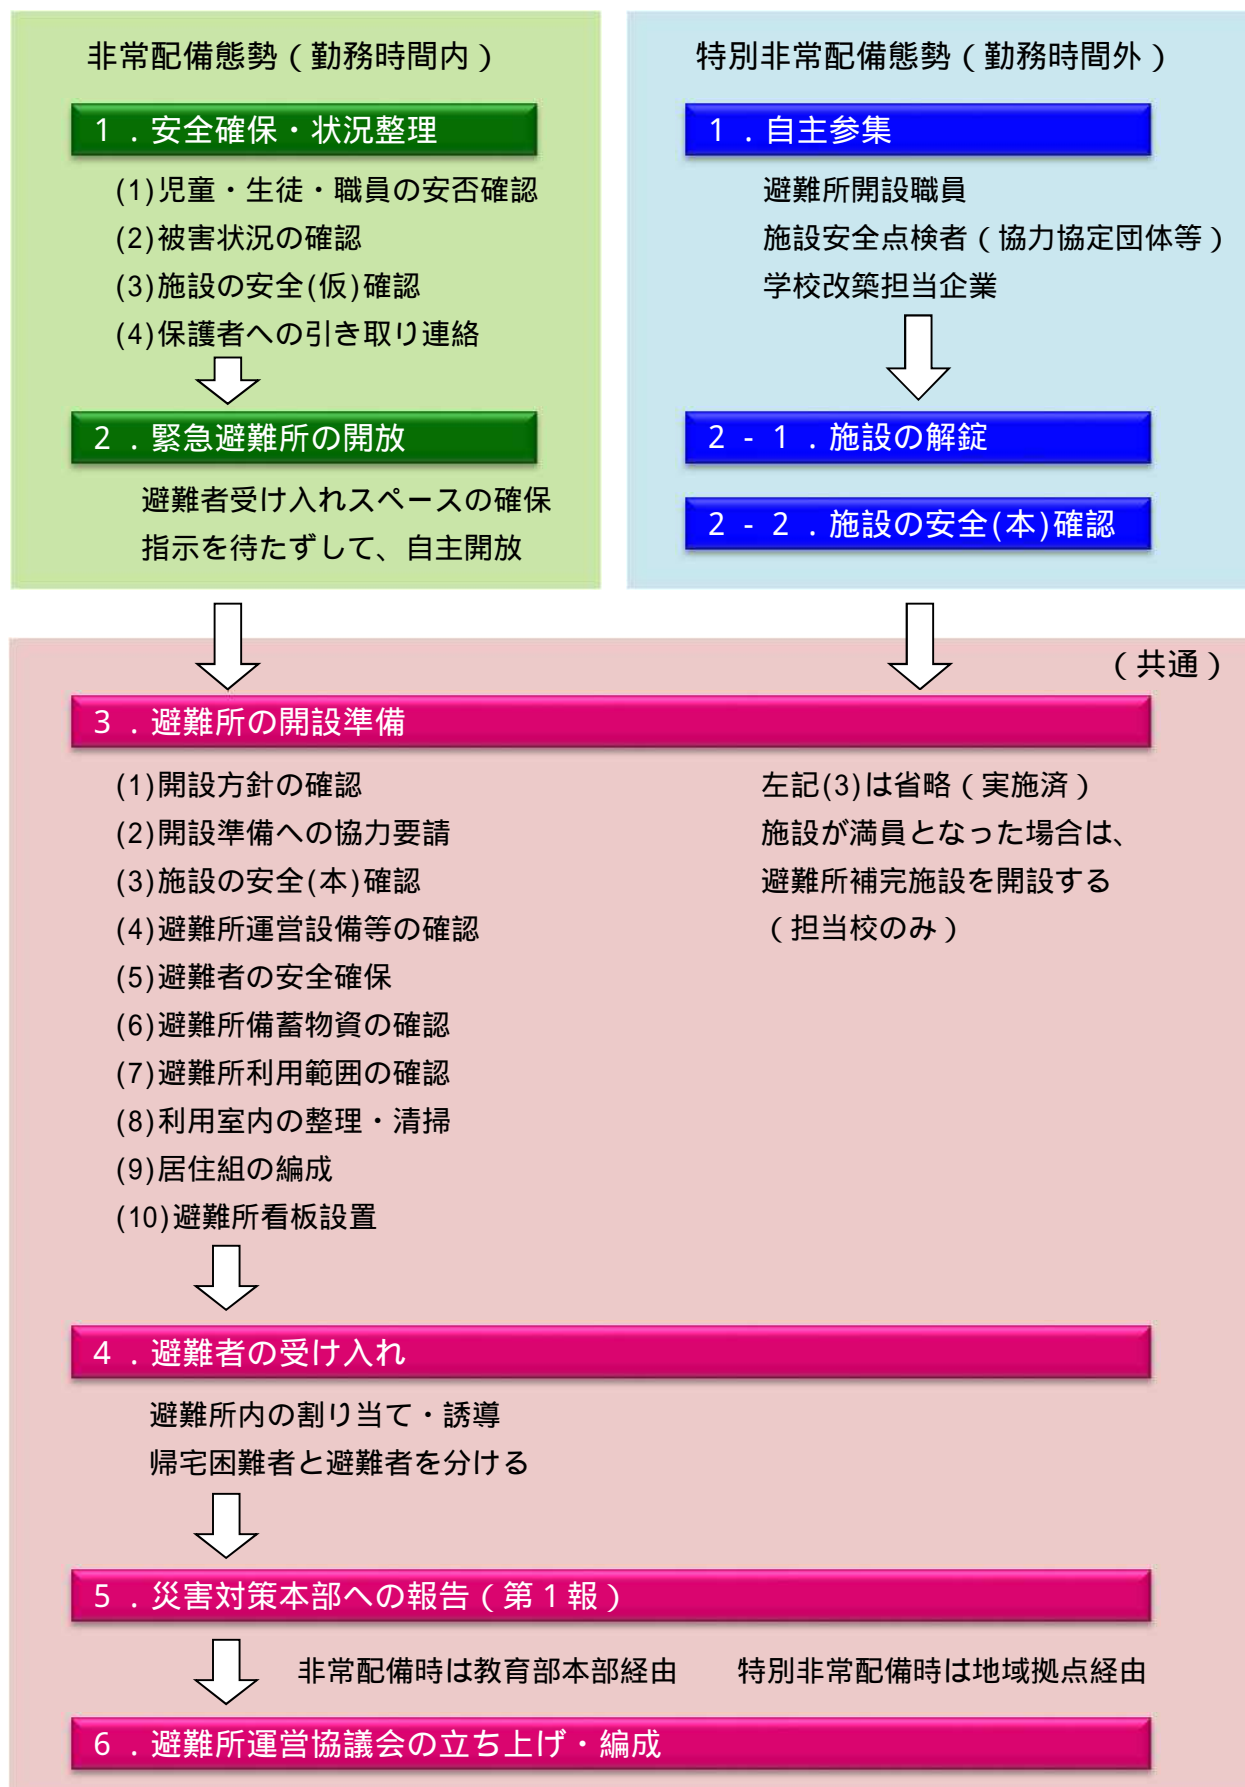 非常配備態勢（勤務時間内）
１．安全確保・状況整理
(1)児童・生徒・職員の安否確認
(2)被害状況の確認
(3)施設の安全(仮)確認
(4)保護者への引き取り連絡
２．緊急避難所の開放
避難者受け入れスペースの確保
指示を待たずして、自主開放
特別非常配備態勢（勤務時間外）
１．自主参集
避難所開設職員
施設安全点検者（協力協定団体等）
学校改築担当企業
２-１．施設の解錠
２-２．施設の安全(本)確認
（共通）
３．避難所の開設準備
(1)開設方針の確認
(2)開設準備への協力要請
(3)施設の安全(本)確認
(4)避難所運営設備等の確認
(5)避難者の安全確保
(6)避難所備蓄物資の確認
(7)避難所利用範囲の確認
(8)利用室内の整理・清掃
(9)居住組の編成
(10)避難所看板設置
左記(3)は省略（実施済）
施設が満員となった場合は、
避難所補完施設を開設する
（担当校のみ）
４．避難者の受け入れ
避難所内の割り当て・誘導
帰宅困難者と避難者を分ける
５．災害対策本部への報告（第１報）
非常配備時は教育部本部経由　特別非常配備時は地域拠点経由
６．避難所運営協議会の立ち上げ・編成